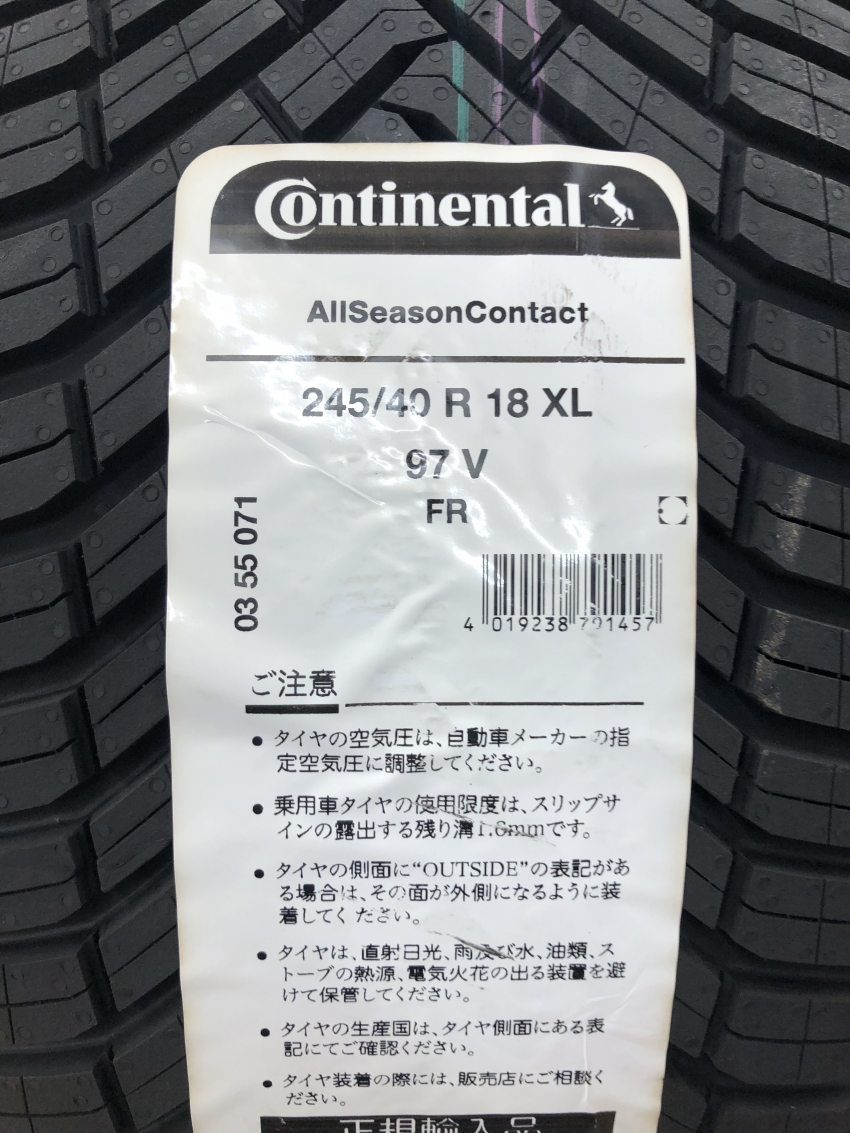 Continental
AllSeasonContact
245/40 R 18 XL
97 V
FR
03 55 071
4 019238 791457
ご注意
● タイヤの空気圧は、自動車メーカーの指
定空気圧に調整してください。
● 乗用車タイヤの使用限度は、スリップサ
インの露出する残り溝1.6mmです。
● タイヤの側面に“OUTSIDE”の表記があ
る場合は、その面が外側になるように装
着してください。
● タイヤは、直射日光、雨及び水、油類、ス
トーブの熱源、電気火花の出る装置を避
けて保管してください。
● タイヤの生産国は、タイヤ側面にある表
記にてご確認ください。
● タイヤ装着の際には、販売店にご相談く
ださい。
正規輸入品